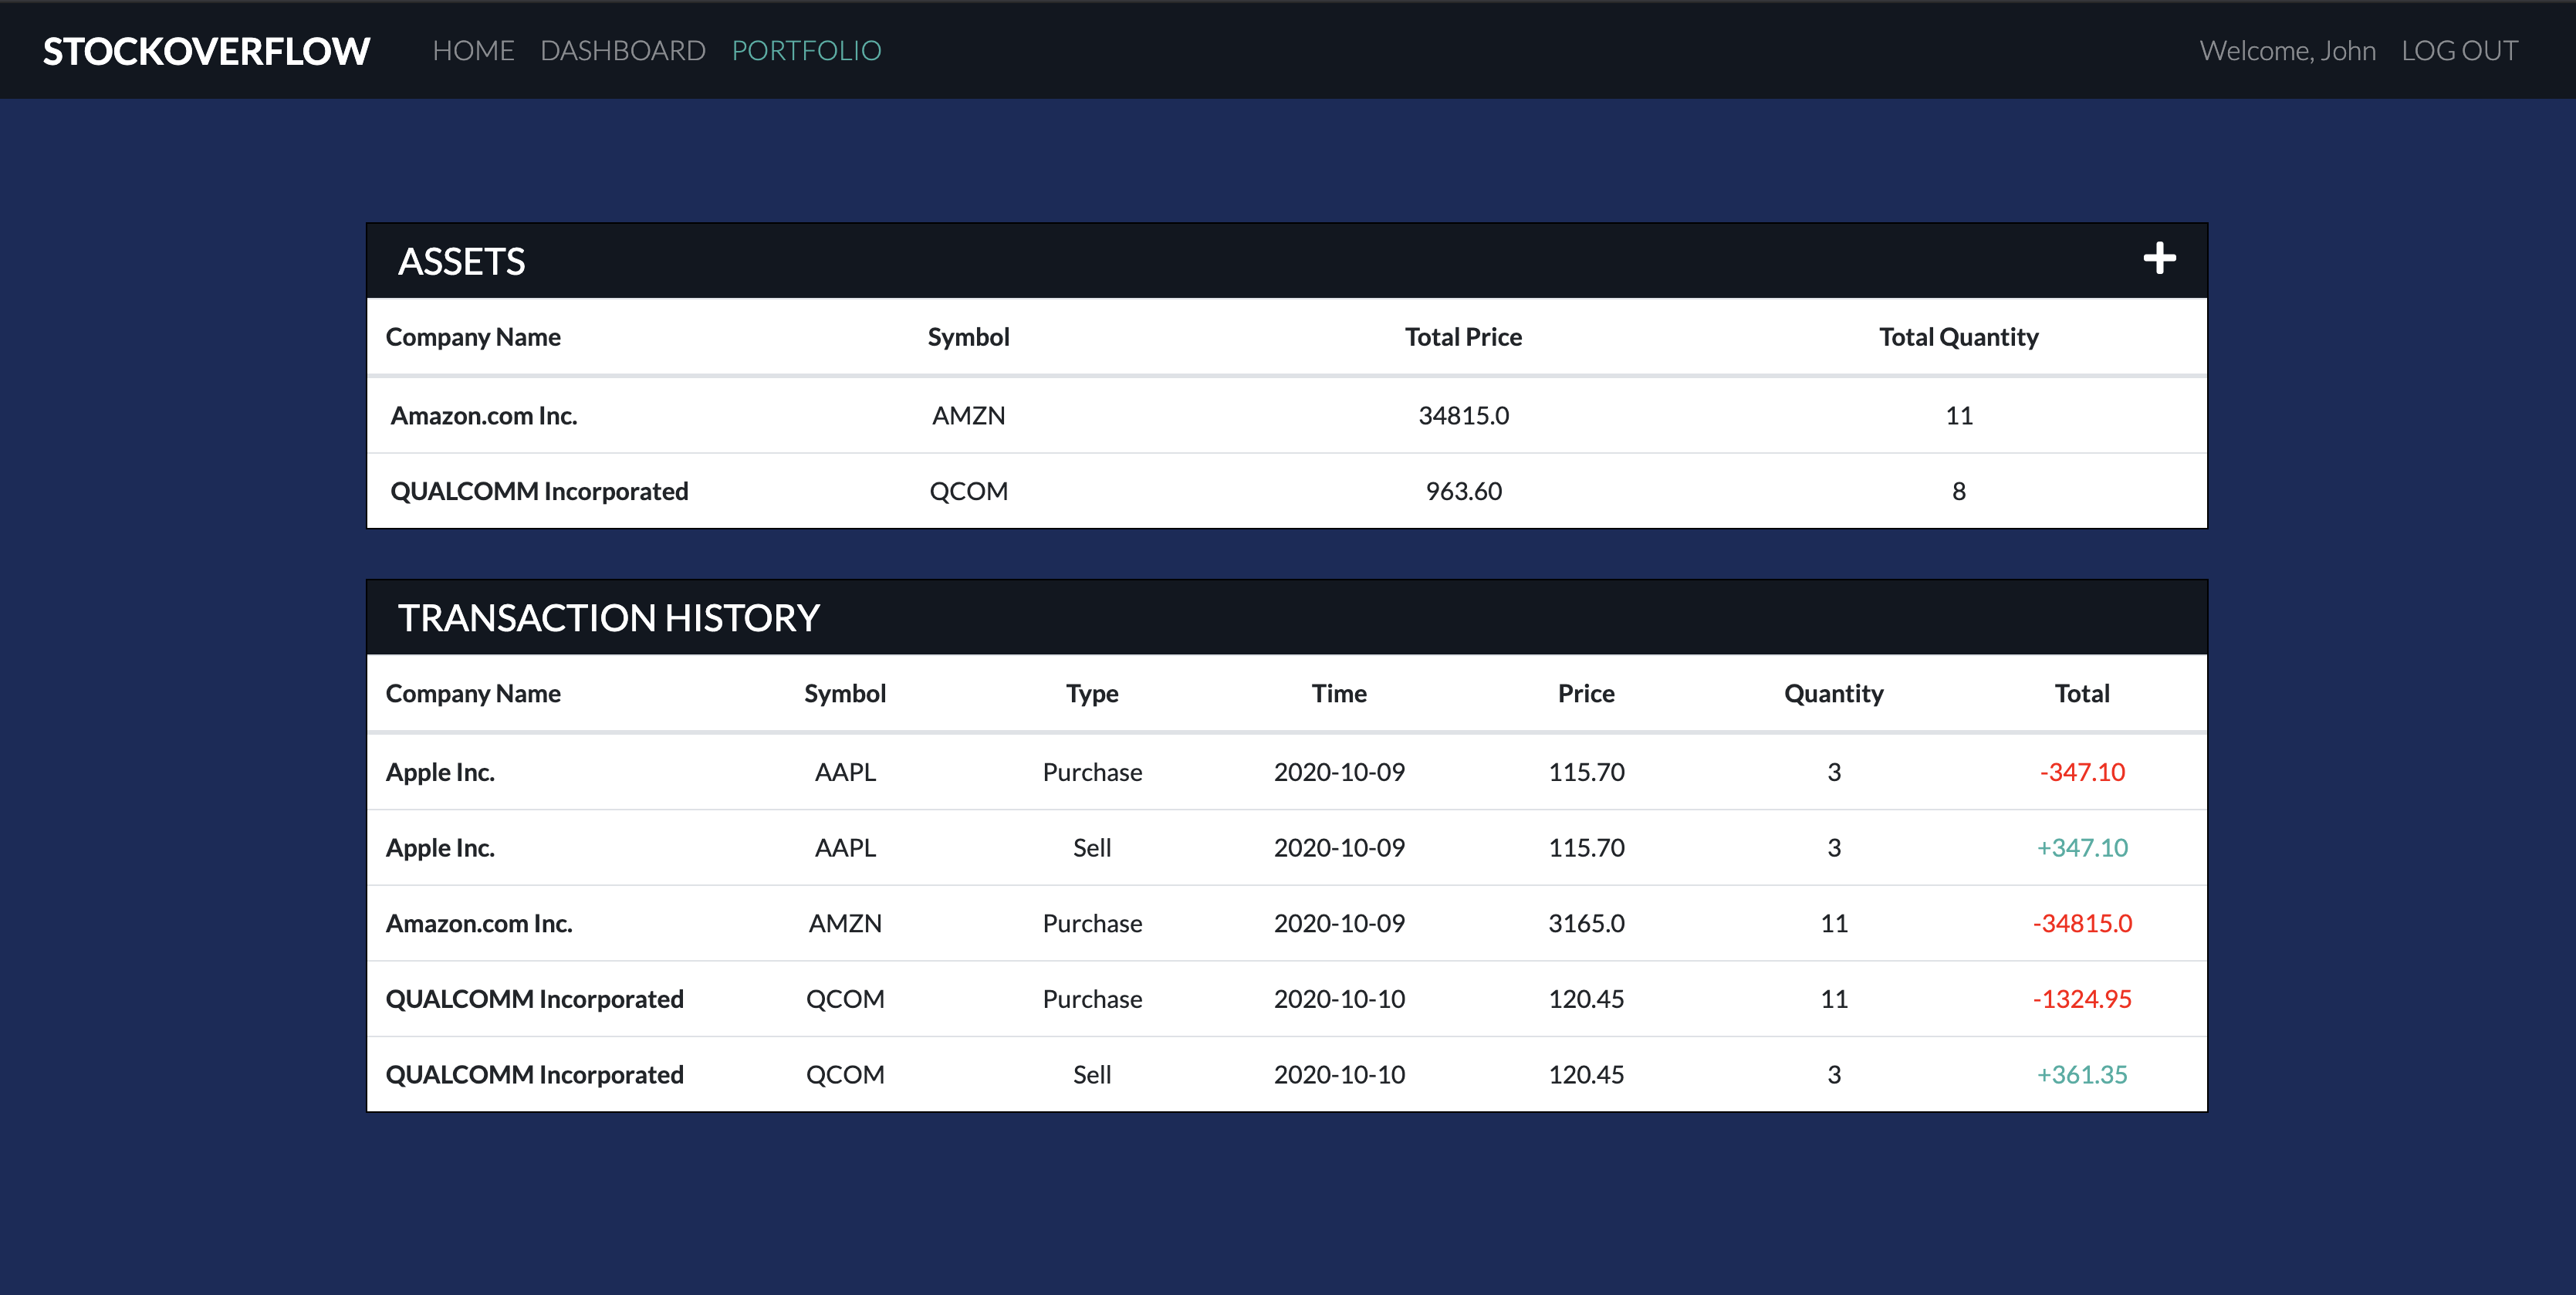 STOCKOVERFLOW HOME DASHBOARD PORTFOLIO Welcome, John LOG OUT
ASSETS
Company Name Symbol Total Price Total Quantity
Amazon.com Inc. AMZN 34815.0 11
QUALCOMM Incorporated QCOM 963.60 8
TRANSACTION HISTORY
Company Name Symbol Type Time Price Quantity Total
Apple Inc. AAPL Purchase 2020-10-09 115.70 3 -347.10
Apple Inc. AAPL Sell 2020-10-09 115.70 3 +347.10
Amazon.com Inc. AMZN Purchase 2020-10-09 3165.0 11 -34815.0
QUALCOMM Incorporated QCOM Purchase 2020-10-10 120.45 11 -1324.95
QUALCOMM Incorporated QCOM Sell 2020-10-10 120.45 3 +361.35